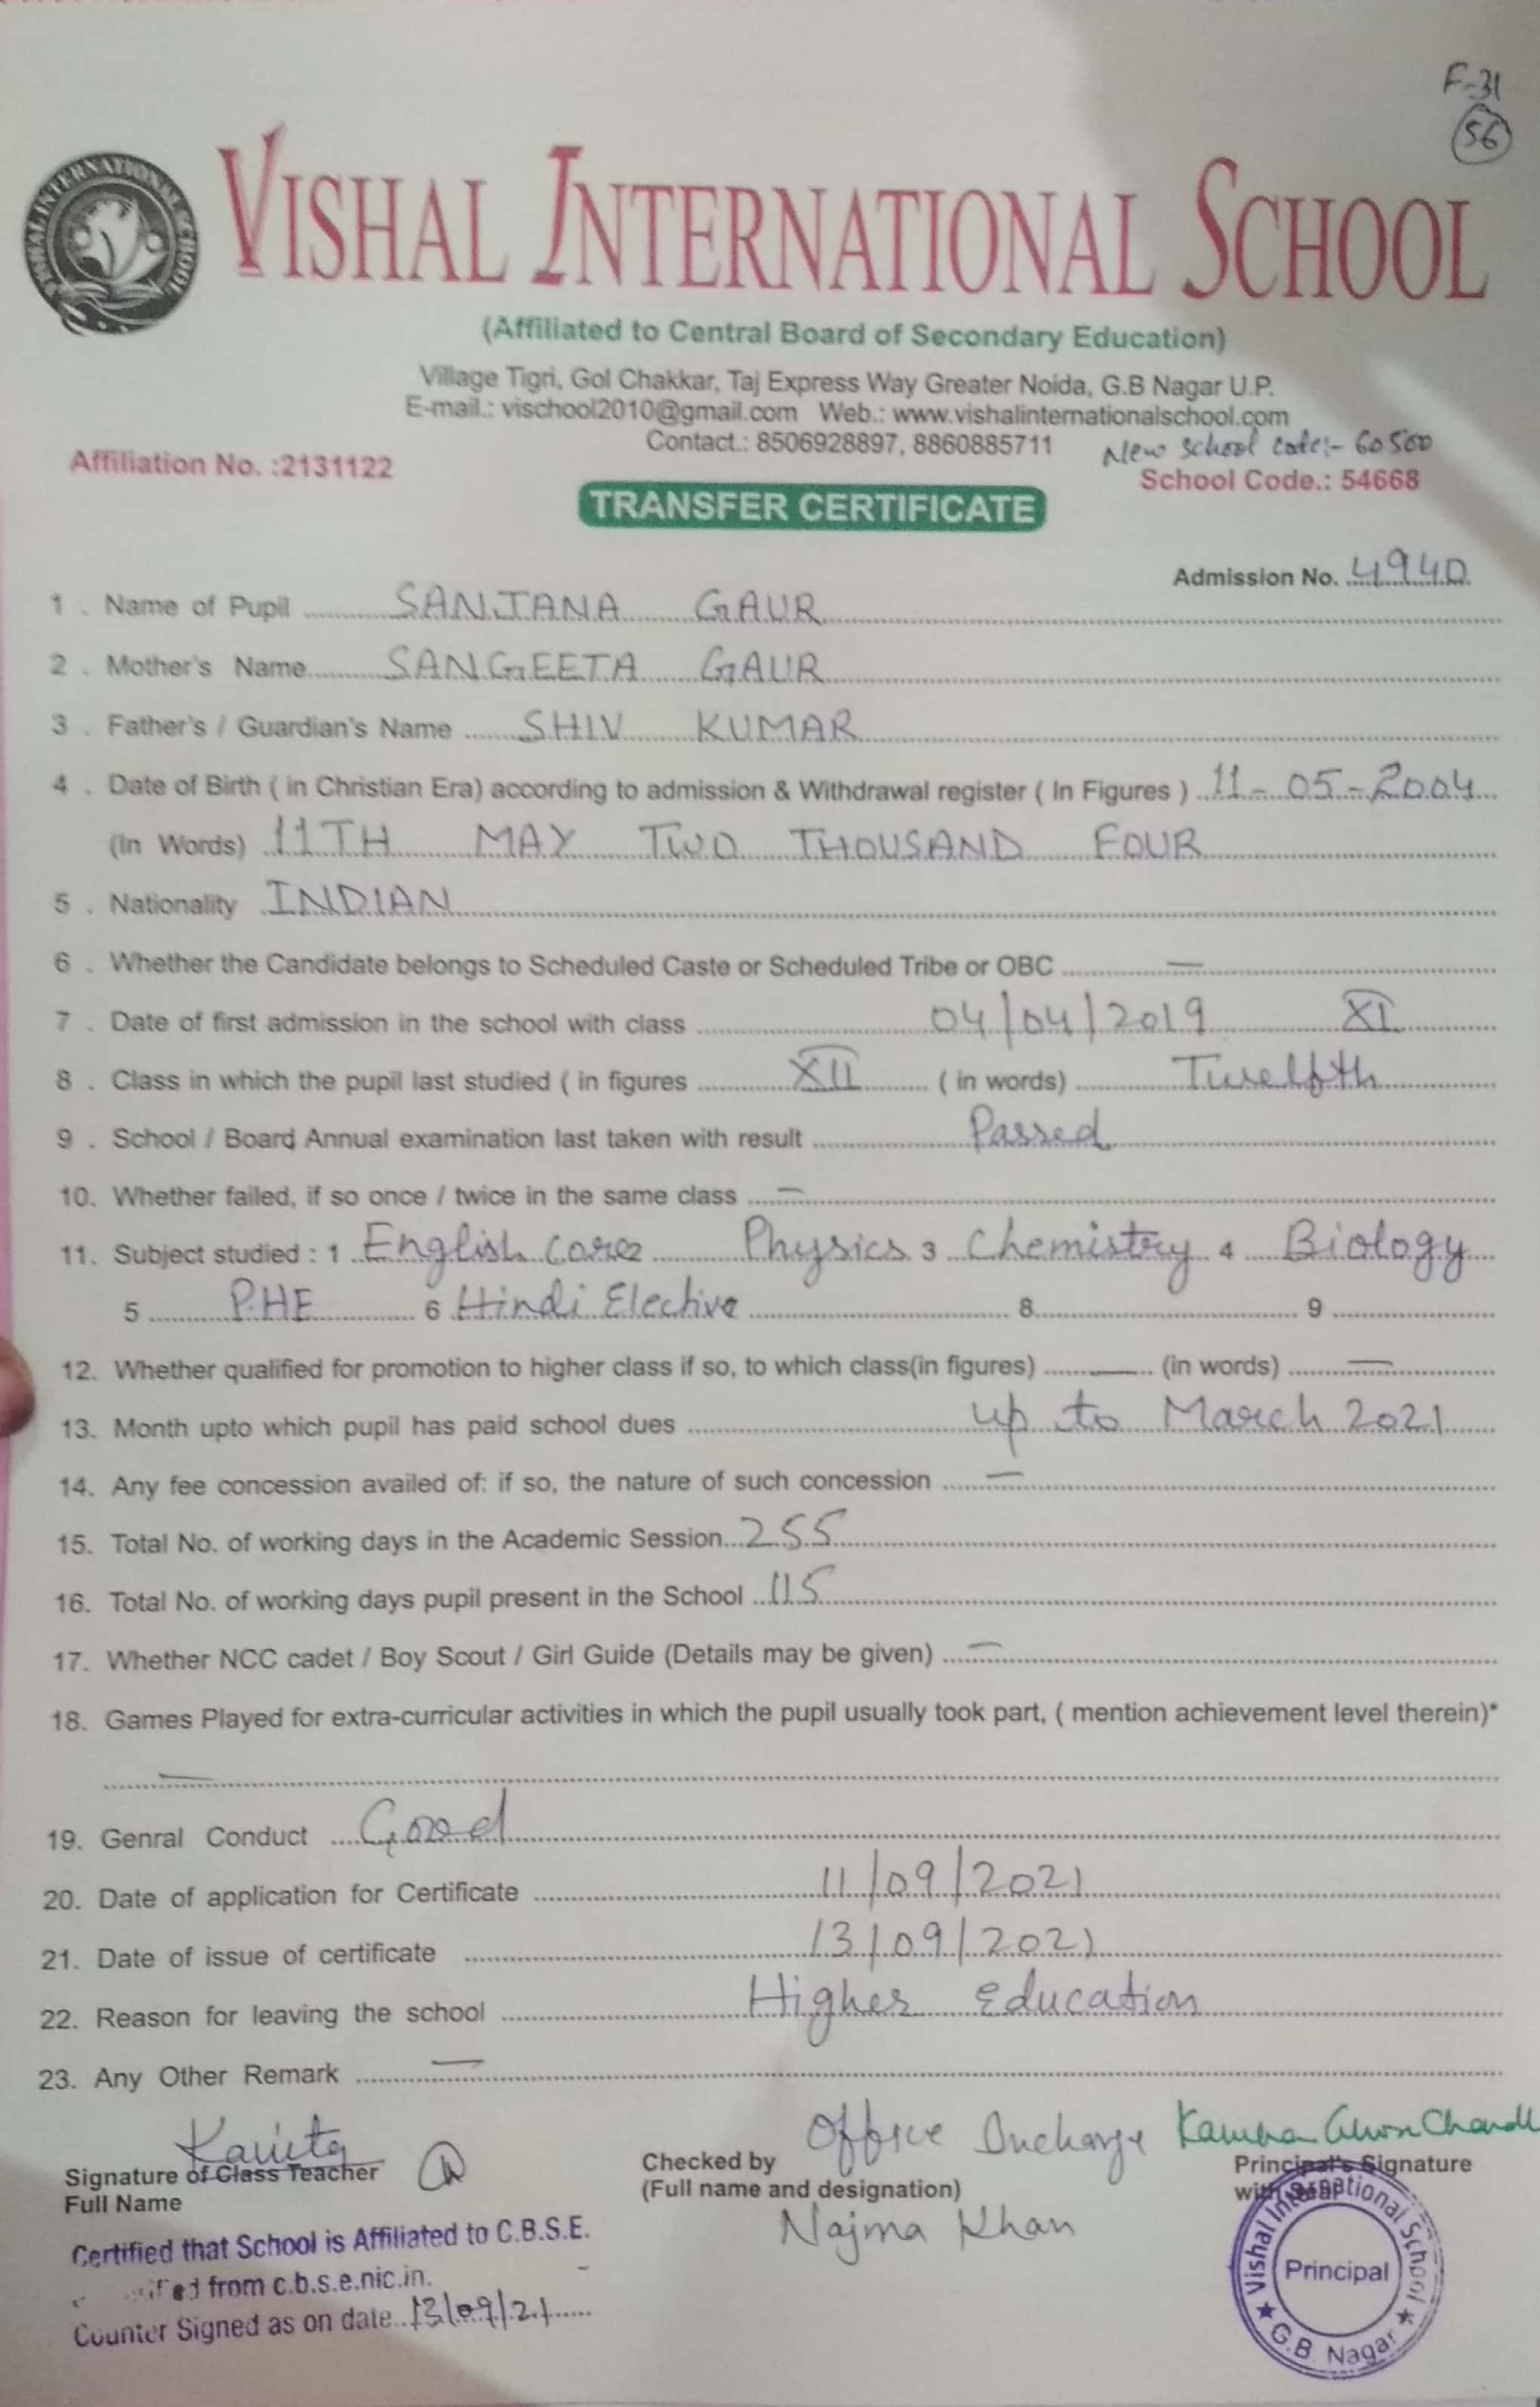 F-31
56
VISHAL INTERNATIONAL SCHOOL
VISHAL INTERNATIONAL SCHOOL
(Affiliated to Central Board of Secondary Education)
Village Tigri, Gol Chakkar, Taj Express Way Greater Noida, G.B Nagar U.P.
E-mail.: vischool2010@gmail.com Web.: www.vishalinternationalschool.com
Contact.: 8506928897, 8860885711 New school code:- 60500
Affiliation No. :2131122 School Code.: 54668
TRANSFER CERTIFICATE
Admission No. 4940
1 . Name of Pupil SANJANA GAUR
2 . Mother's Name SANGEETA GAUR
3 . Father's / Guardian's Name SHIV KUMAR
4 . Date of Birth ( in Christian Era) according to admission & Withdrawal register ( In Figures ) 11-05-2004
(In Words) 11TH MAY TWO THOUSAND FOUR
5 . Nationality INDIAN
6 . Whether the Candidate belongs to Scheduled Caste or Scheduled Tribe or OBC —
7 . Date of first admission in the school with class 04/04/2019 XI
8 . Class in which the pupil last studied ( in figures XII ( in words) Twelfth
9 . School / Board Annual examination last taken with result Passed
10. Whether failed, if so once / twice in the same class —
11. Subject studied : 1 English Core 2 Physics 3 Chemistry 4 Biology
5 P.HE 6 Hindi Elective 8 9
12. Whether qualified for promotion to higher class if so, to which class(in figures) — (in words) —
13. Month upto which pupil has paid school dues up to March 2021
14. Any fee concession availed of: if so, the nature of such concession —
15. Total No. of working days in the Academic Session 255
16. Total No. of working days pupil present in the School 115
17. Whether NCC cadet / Boy Scout / Girl Guide (Details may be given) —
18. Games Played for extra-curricular activities in which the pupil usually took part, ( mention achievement level therein)*
—
19. Genral Conduct Good
20. Date of application for Certificate 11/09/2021
21. Date of issue of certificate 13/09/2021
22. Reason for leaving the school Higher Education
23. Any Other Remark —
Kavita Office Incharge
Signature of Class Teacher Checked by Principal's Signature
Full Name (Full name and designation) with
Najma Khan
Certified that School is Affiliated to C.B.S.E.
from c.b.s.e.nic.in.
Counter Signed as on date 13/09/21
Vishal International School
Principal
★ G.B. Nagar ★